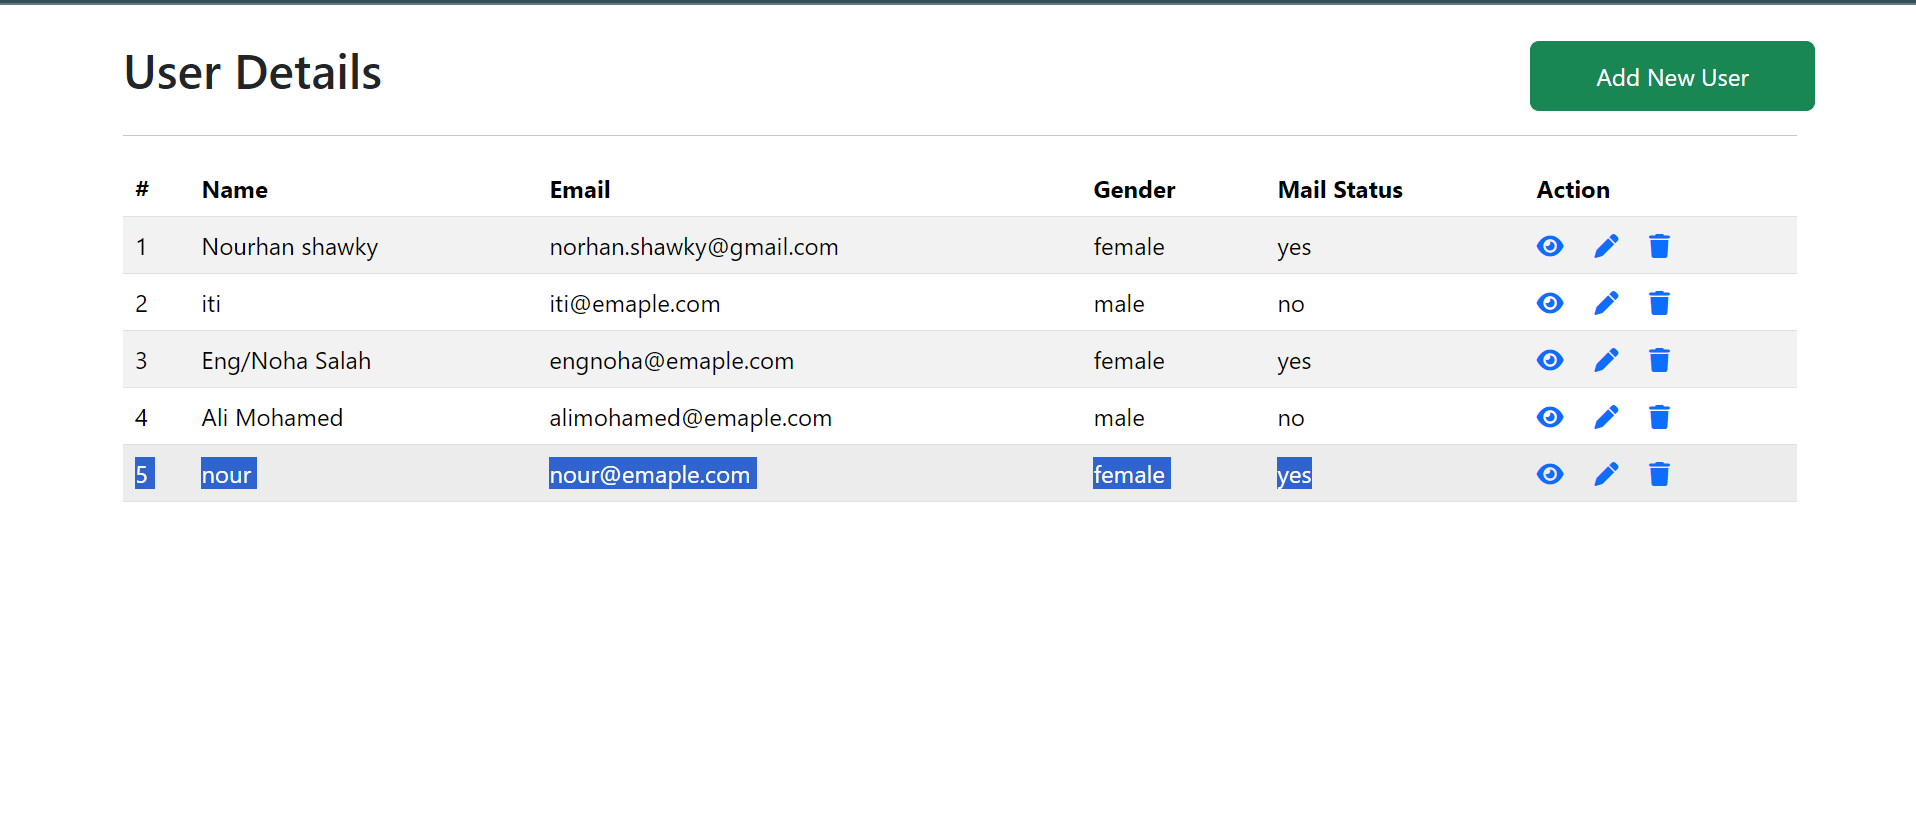 User Details
Add New User
# Name Email Gender Mail Status Action
1 Nourhan shawky norhan.shawky@gmail.com female yes
2 iti iti@emaple.com male no
3 Eng/Noha Salah engnoha@emaple.com female yes
4 Ali Mohamed alimohamed@emaple.com male no
5 nour nour@emaple.com female yes